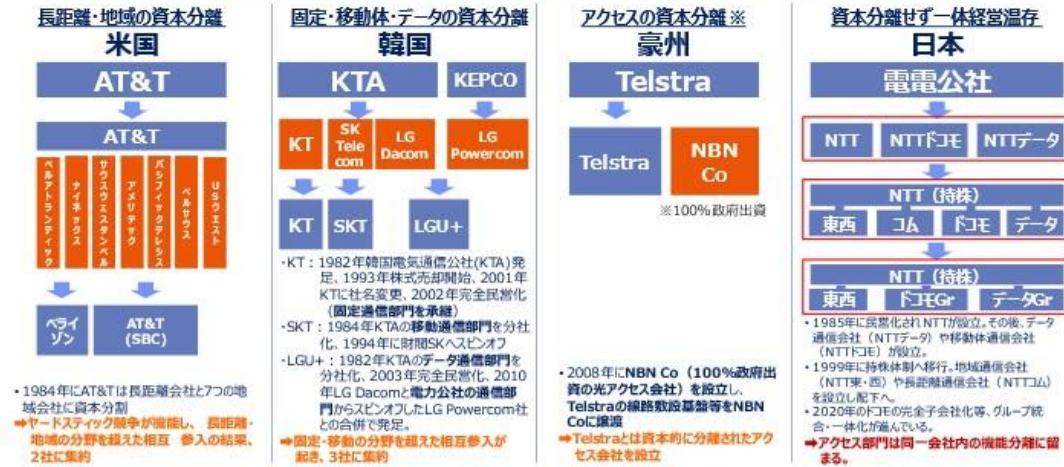 長距離・地域の資本分離
米国
AT&T
AT&T
ベルアトランティック
ナイネックス
サウスウェスタンベル
アメリテック
パシフィックテレシス
ベルサウス
USウエスト
ベライ
ゾン
AT&T
(SBC)
・1984年にAT&Tは長距離会社と7つの地
域会社に資本分割
➡ヤードスティック競争が機能し、 長距離・
地域の分野を超えた相互 参入の結果、
2社に集約
固定・移動体・データの資本分離
韓国
KTA
KEPCO
KT
SK
Tele
com
LG
Dacom
LG
Powercom
KT
SKT
LGU+
・KT:1982年韓国電気通信公社(KTA)発
足、1993年株式売却開始、2001年
KTに社名変更、2002年完全民営化
(固定通信部門を承継)
・SKT:1984年KTAの移動通信部門を分社
化、1994年に財閥SKへスピンオフ
・LGU+:1982年KTAのデータ通信部門を
分社化、2003年完全民営化、2010
年LG Dacomと電力公社の通信部
門からスピンオフしたLG Powercom社
との合併で発足。
➡固定・移動の分野を超えた相互参入が
起き、3社に集約
アクセスの資本分離※
豪州
Telstra
Telstra
NBN
Co
※100%政府出資
・2008年にNBN Co(100%政府出
資の光アクセス会社)を設立し、
Telstraの線路敷設基盤等をNBN
Coに譲渡
➡Telstraとは資本的に分離されたアク
セス会社を設立
資本分離せず一体経営温存
日本
電電公社
NTT
NTTドコモ
NTTデータ
NTT(持株)
東西
コム
ドコモ
データ
NTT(持株)
東西
ドコモGr
データGr
・1985年に民営化されNTTが設立。その後、データ
通信会社(NTTデータ)や移動体通信会社
(NTTドコモ)が設立。
・1999年に持株体制へ移行。地域通信会社
(NTT東・西)や長距離通信会社(NTTコム)
を設立し配下へ。
・2020年のドコモの完全子会社化等、グループ統
合・一体化が進んでいる。
➡アクセス部門は同一会社内の機能分離に留
まる。